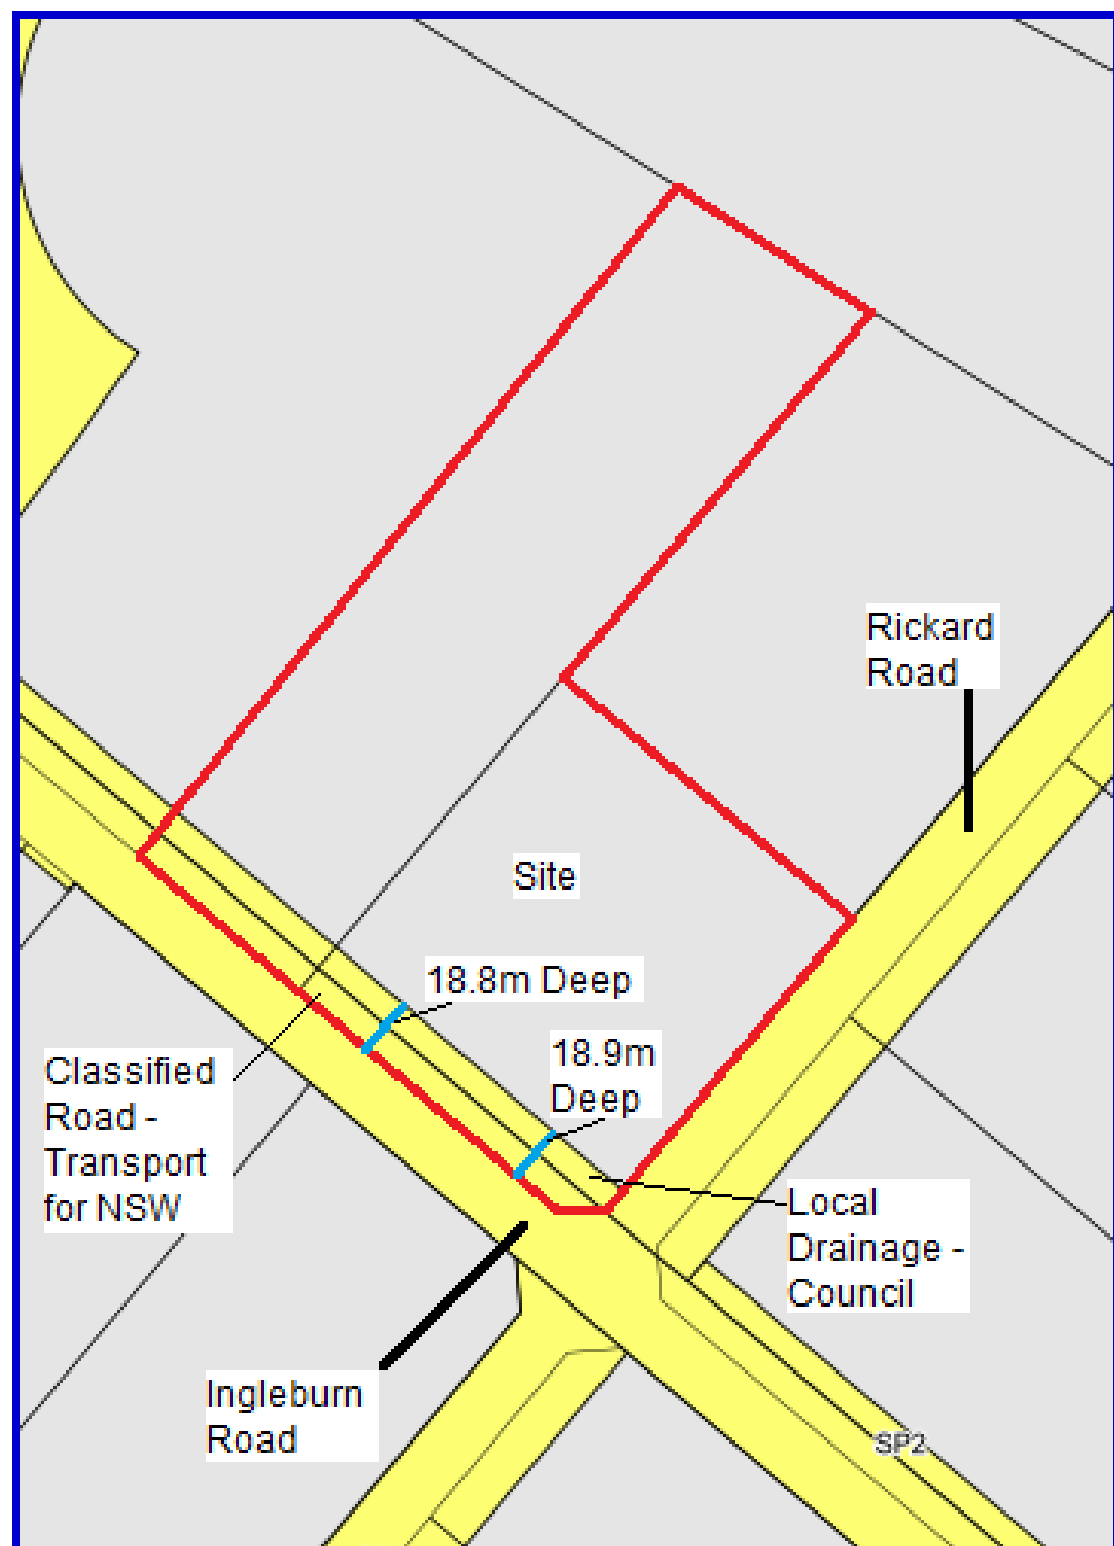 Rickard
Road
Site
18.8m Deep
18.9m
Deep
Classified
Road -
Transport
for NSW
Local
Drainage -
Council
Ingleburn
Road
SP2